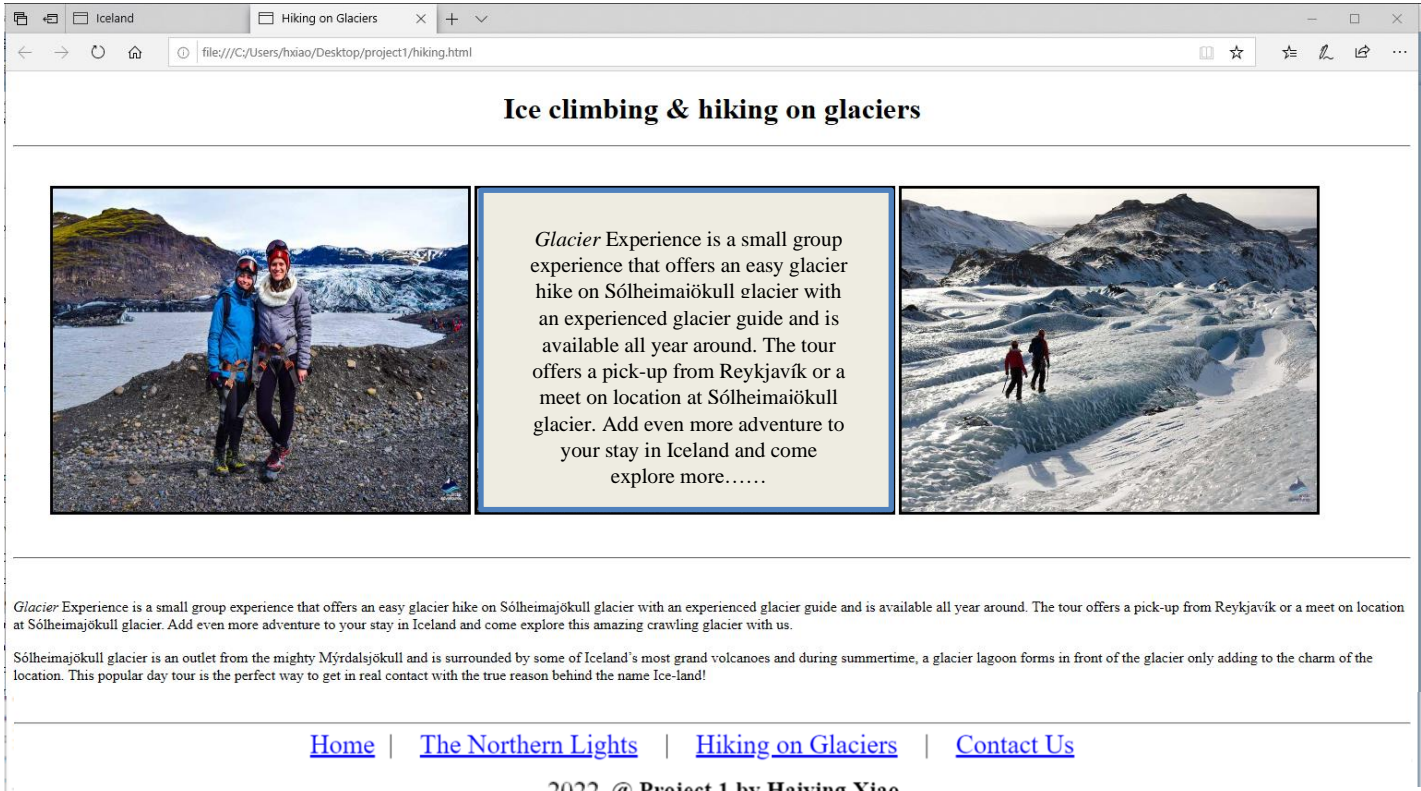 Iceland
Hiking on Glaciers
file:///C:/Users/hxiao/Desktop/project1/hiking.html
Ice climbing & hiking on glaciers
Glacier Experience is a small group
experience that offers an easy glacier
hike on Sólheimaiökull glacier with
an experienced glacier guide and is
available all year around. The tour
offers a pick-up from Reykjavík or a
meet on location at Sólheimaiökull
glacier. Add even more adventure to
your stay in Iceland and come
explore more……
Glacier Experience is a small group experience that offers an easy glacier hike on Sólheimajökull glacier with an experienced glacier guide and is available all year around. The tour offers a pick-up from Reykjavík or a meet on location
at Sólheimajökull glacier. Add even more adventure to your stay in Iceland and come explore this amazing crawling glacier with us.
Sólheimajökull glacier is an outlet from the mighty Mýrdalsjökull and is surrounded by some of Iceland’s most grand volcanoes and during summertime, a glacier lagoon forms in front of the glacier only adding to the charm of the
location. This popular day tour is the perfect way to get in real contact with the true reason behind the name Ice-land!
Home | The Northern Lights | Hiking on Glaciers | Contact Us
2022 @ Project 1 by Haiying Xiao